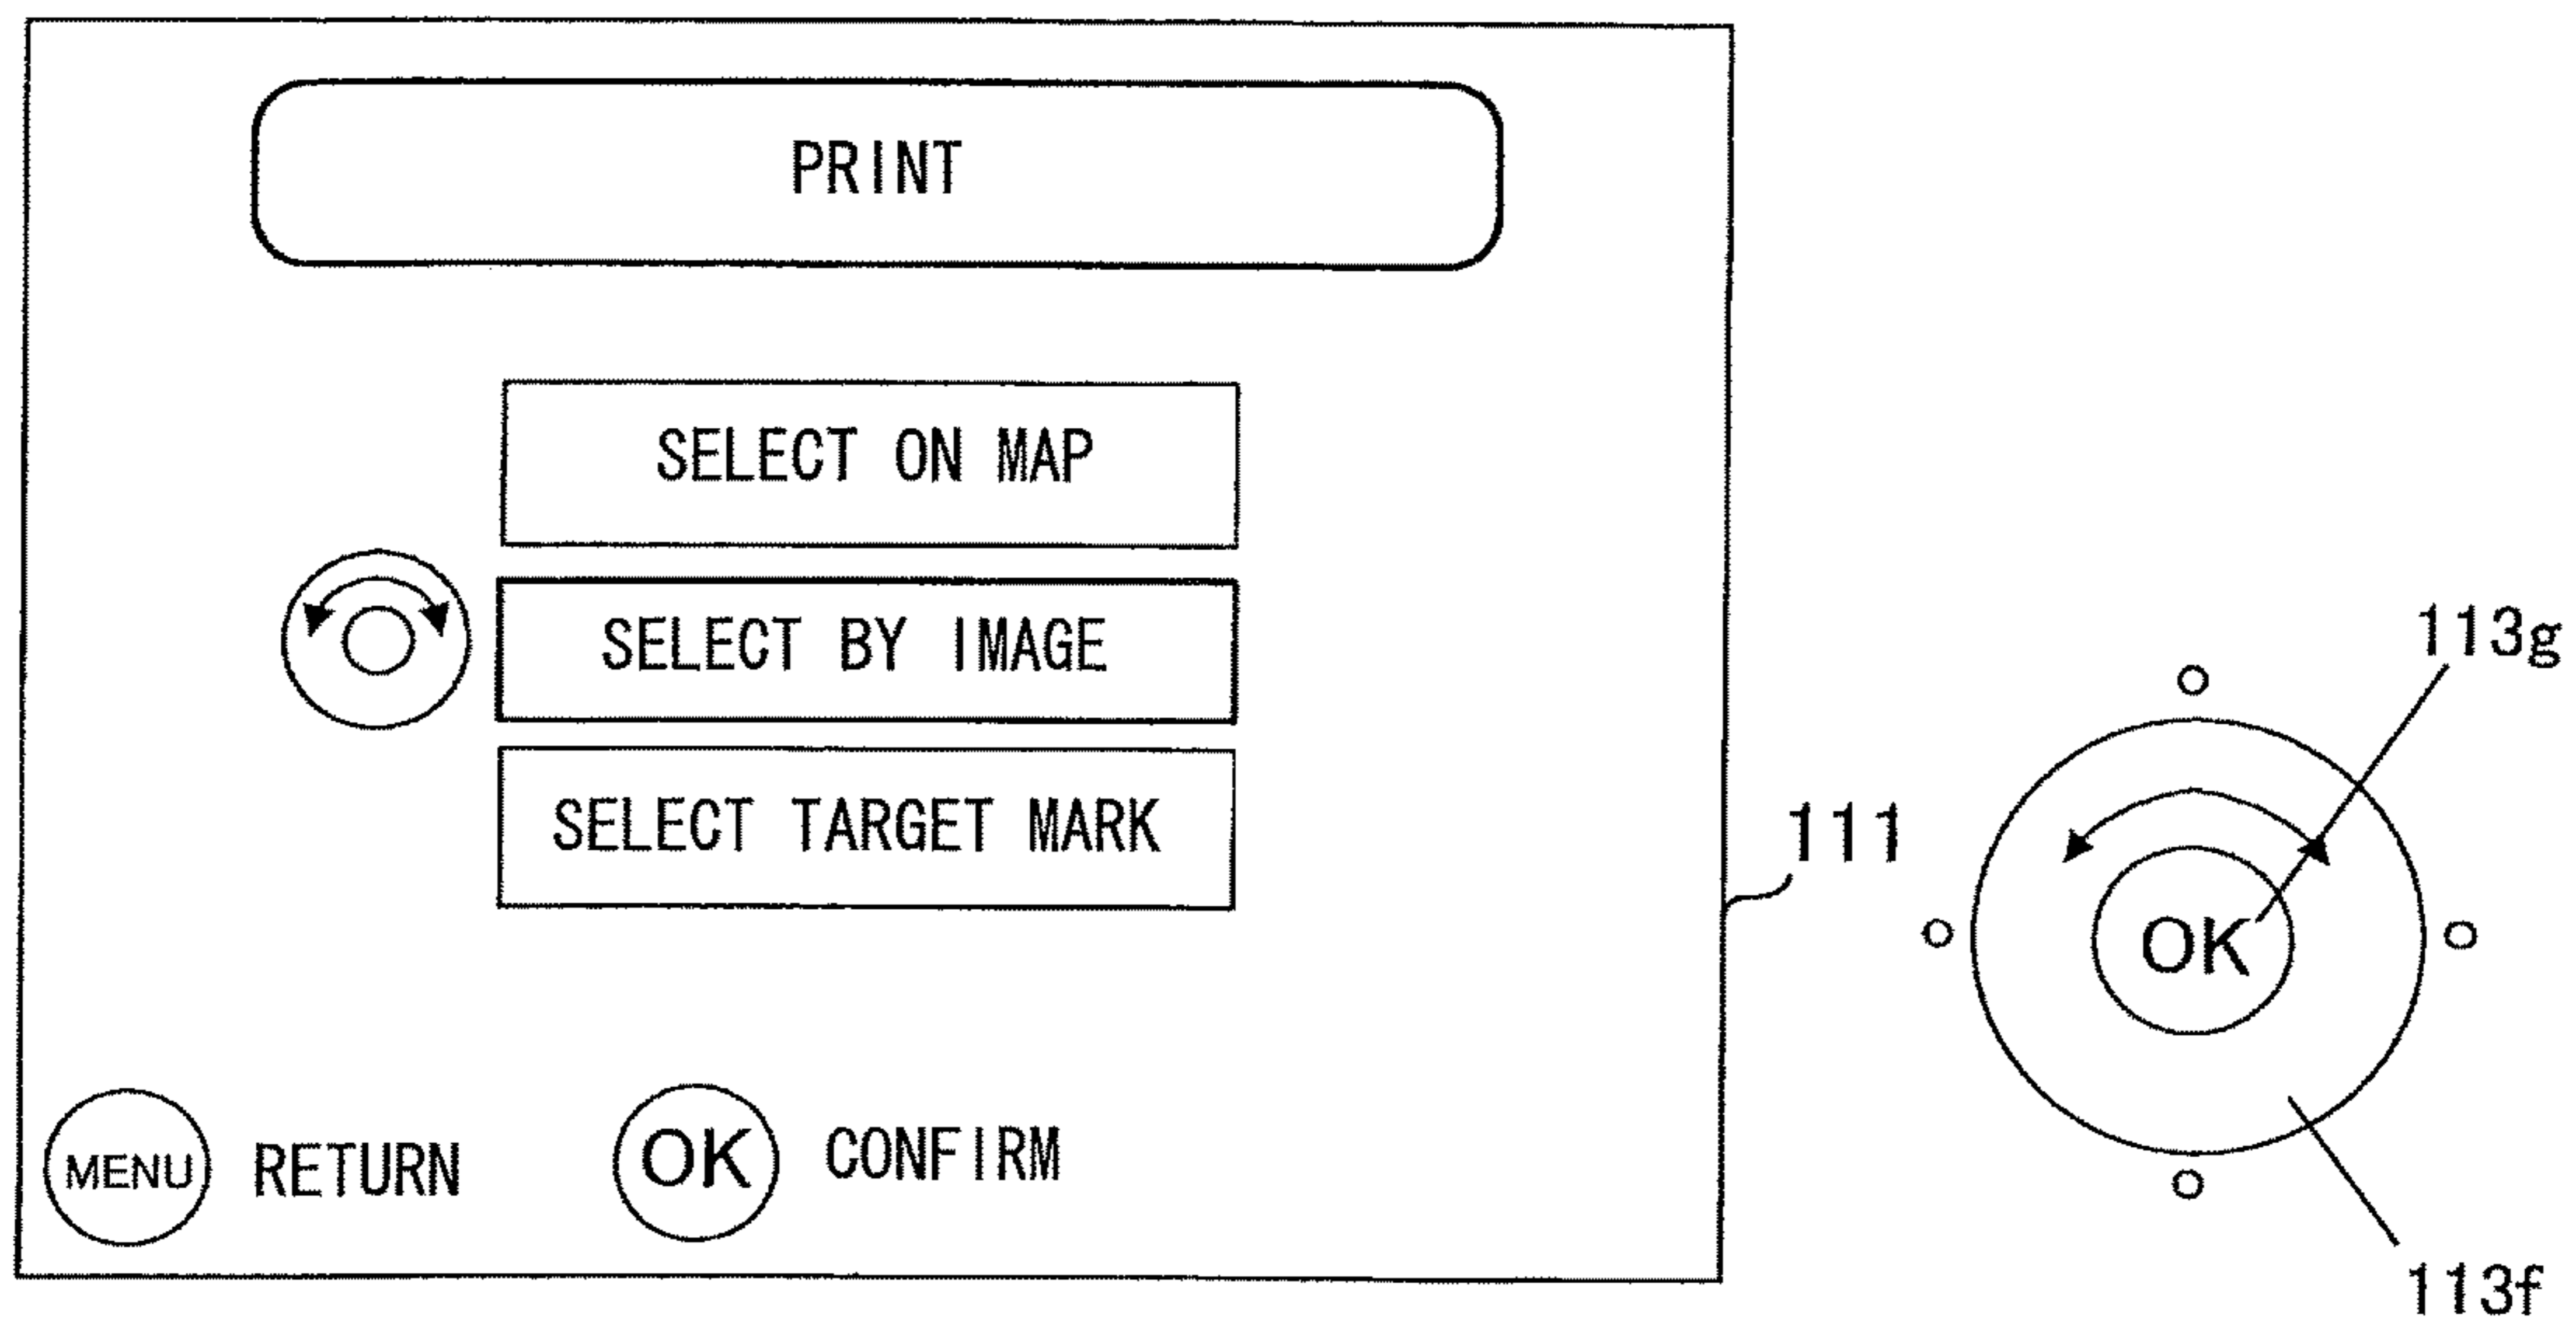 PRINT
SELECT ON MAP
SELECT BY IMAGE
SELECT TARGET MARK
MENU RETURN OK CONFIRM
111
113g
OK
113f